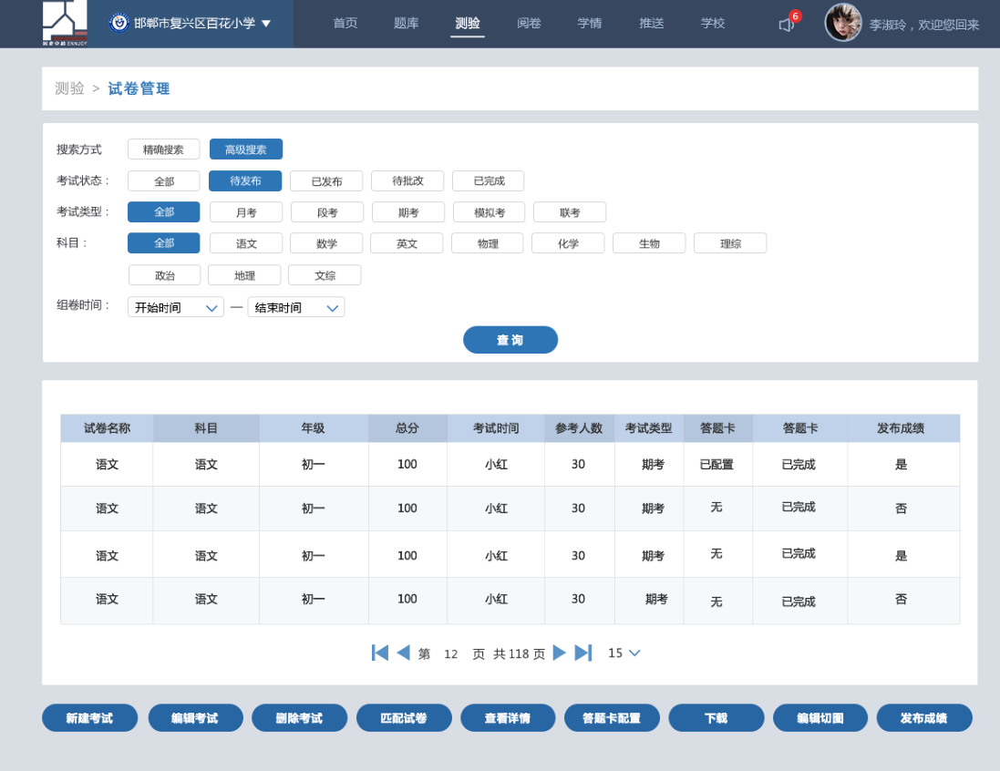 邯郸市复兴区百花小学 ▼ 首页 题库 测验 阅卷 学情 推送 学校 6 李淑玲，欢迎您回来
ENNJOY
测验 > 试卷管理
搜索方式 精确搜索 高级搜索
考试状态： 全部 待发布 已发布 待批改 已完成
考试类型： 全部 月考 段考 期考 模拟考 联考
科目： 全部 语文 数学 英文 物理 化学 生物 理综
政治 地理 文综
组卷时间： 开始时间 — 结束时间
查 询
试卷名称 科目 年级 总分 考试时间 参考人数 考试类型 答题卡 答题卡 发布成绩
语文 语文 初一 100 小红 30 期考 已配置 已完成 是
语文 语文 初一 100 小红 30 期考 无 已完成 否
语文 语文 初一 100 小红 30 期考 无 已完成 是
语文 语文 初一 100 小红 30 期考 无 已完成 否
第 12 页 共 118 页 15
新建考试 编辑考试 删除考试 匹配试卷 查看详情 答题卡配置 下载 编辑切图 发布成绩